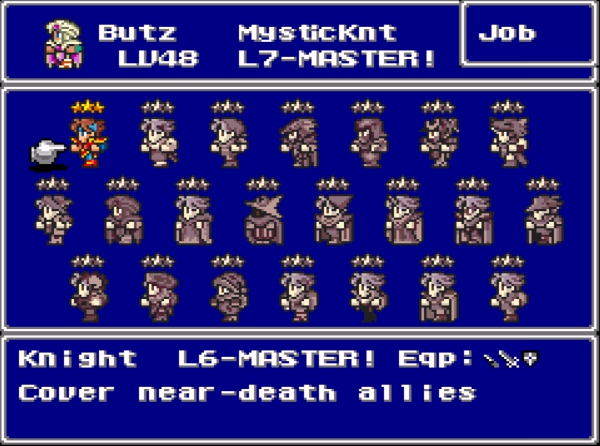 Butz MysticKnt Job
LV48 L7-MASTER!
Knight L6-MASTER! Eqp:
Cover near-death allies